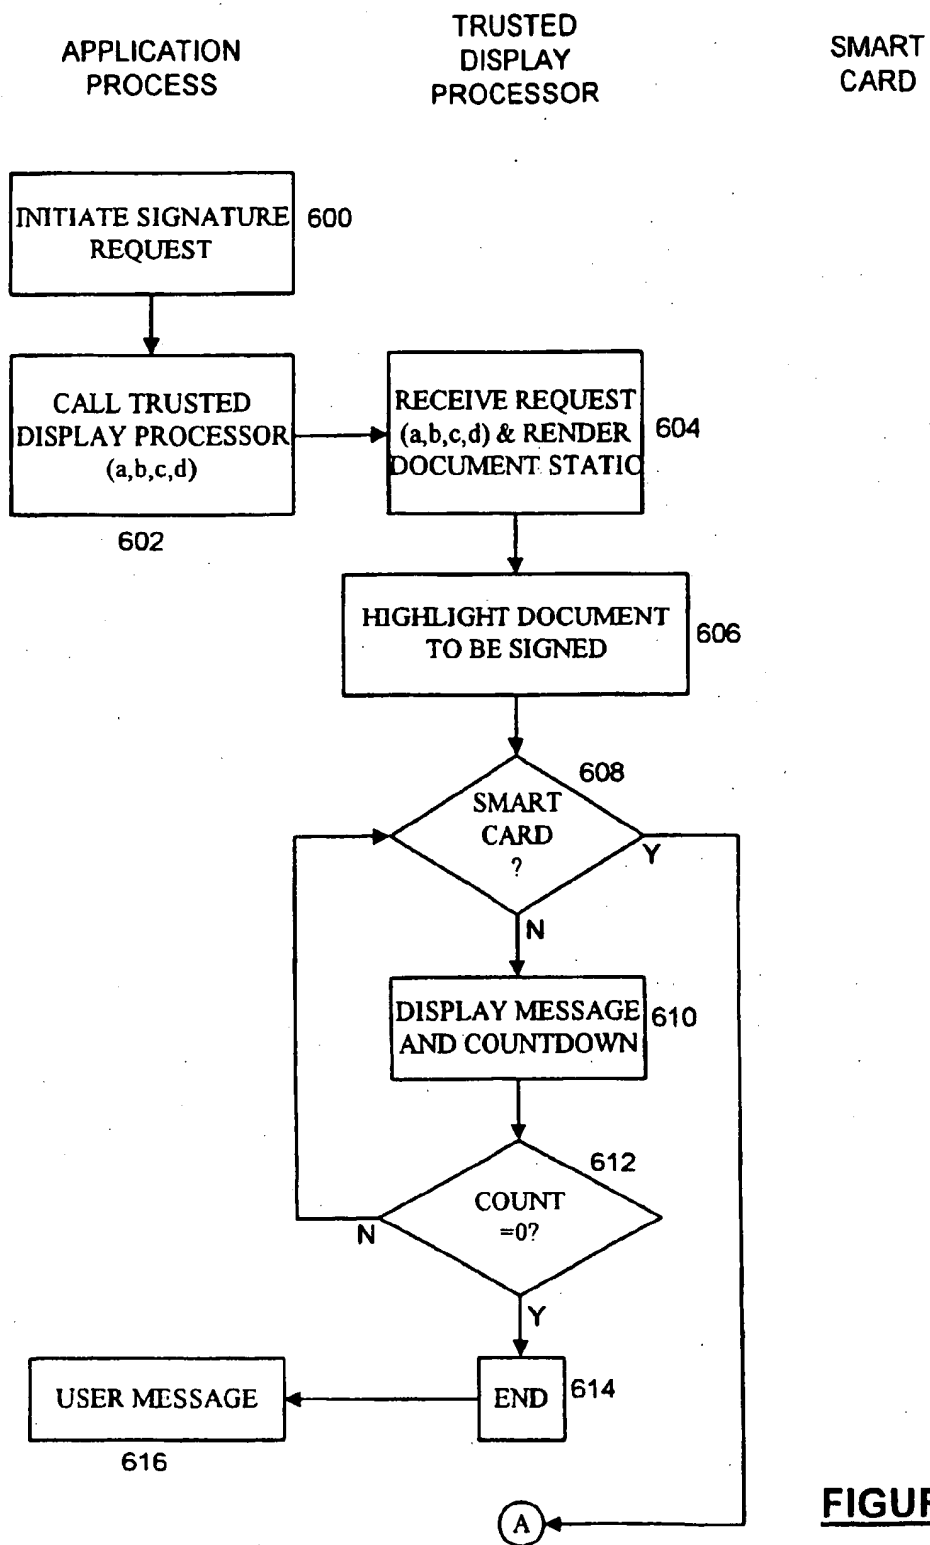 APPLICATION
PROCESS
TRUSTED
DISPLAY
PROCESSOR
SMART
CARD
INITIATE SIGNATURE
REQUEST
600
CALL TRUSTED
DISPLAY PROCESSOR
(a,b,c,d)
602
RECEIVE REQUEST
(a,b,c,d) & RENDER
DOCUMENT STATIC
604
HIGHLIGHT DOCUMENT
TO BE SIGNED
606
608
SMART
CARD
?
Y
N
DISPLAY MESSAGE
AND COUNTDOWN
610
612
COUNT
=0?
N
Y
USER MESSAGE
616
END
614
A